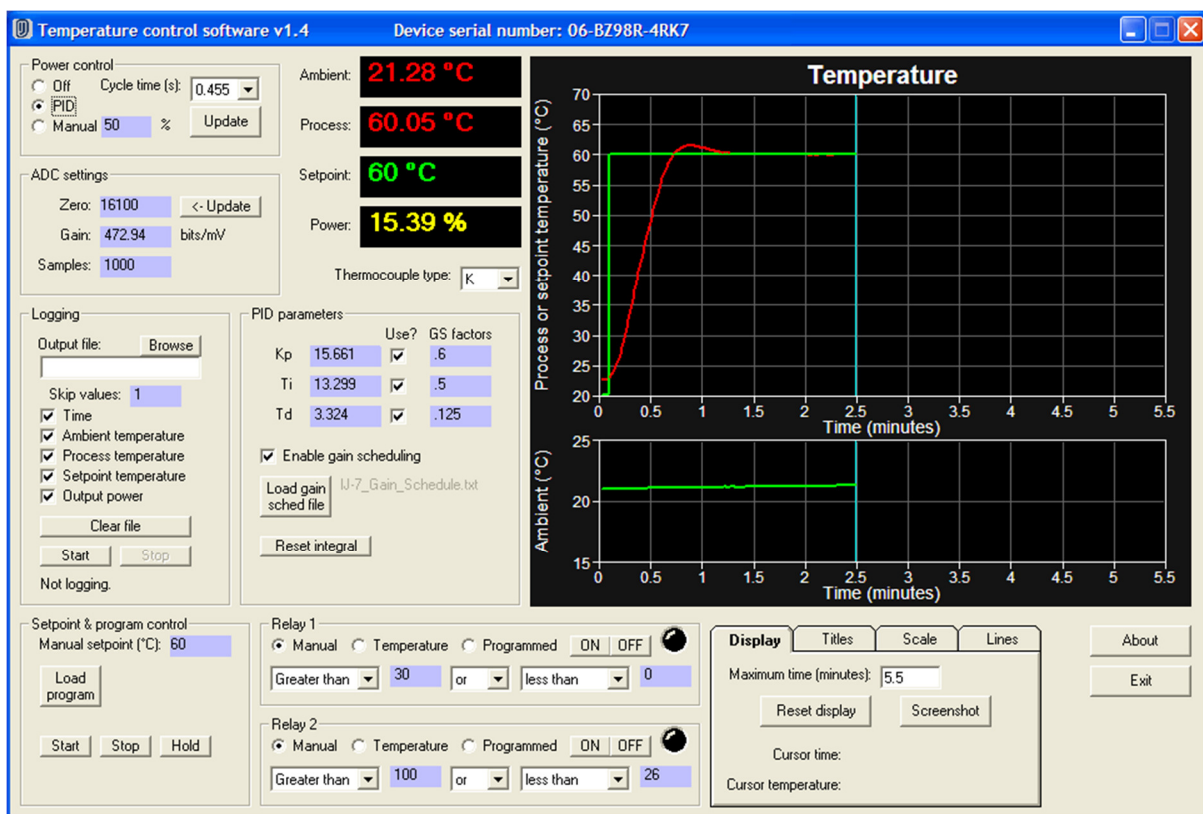 Temperature control software v1.4 Device serial number: 06-BZ98R-4RK7
Power control
Off Cycle time (s): 0.455
PID
Manual 50 % Update
Ambient: 21.28 °C
Process: 60.05 °C
Setpoint: 60 °C
Power: 15.39 %
Thermocouple type: K
ADC settings
Zero: 16100 <- Update
Gain: 472.94 bits/mV
Samples: 1000
Logging
Output file: Browse
Skip values: 1
Time
Ambient temperature
Process temperature
Setpoint temperature
Output power
Clear file
Start Stop
Not logging.
PID parameters
Use? GS factors
Kp 15.661 .6
Ti 13.299 .5
Td 3.324 .125
Enable gain scheduling
Load gain
sched file
IJ-7_Gain_Schedule.txt
Reset integral
Temperature
Process or setpoint temperature (°C)
70
65
60
55
50
45
40
35
30
25
20
0 0.5 1 1.5 2 2.5 3 3.5 4 4.5 5 5.5
Time (minutes)
Ambient (°C)
25
20
15
0 0.5 1 1.5 2 2.5 3 3.5 4 4.5 5 5.5
Time (minutes)
Setpoint & program control
Manual setpoint (°C): 60
Load
program
Start Stop Hold
Relay 1
Manual Temperature Programmed ON OFF
Greater than 30 or less than 0
Relay 2
Manual Temperature Programmed ON OFF
Greater than 100 or less than 26
Display Titles Scale Lines
Maximum time (minutes): 5.5
Reset display Screenshot
Cursor time:
Cursor temperature:
About
Exit